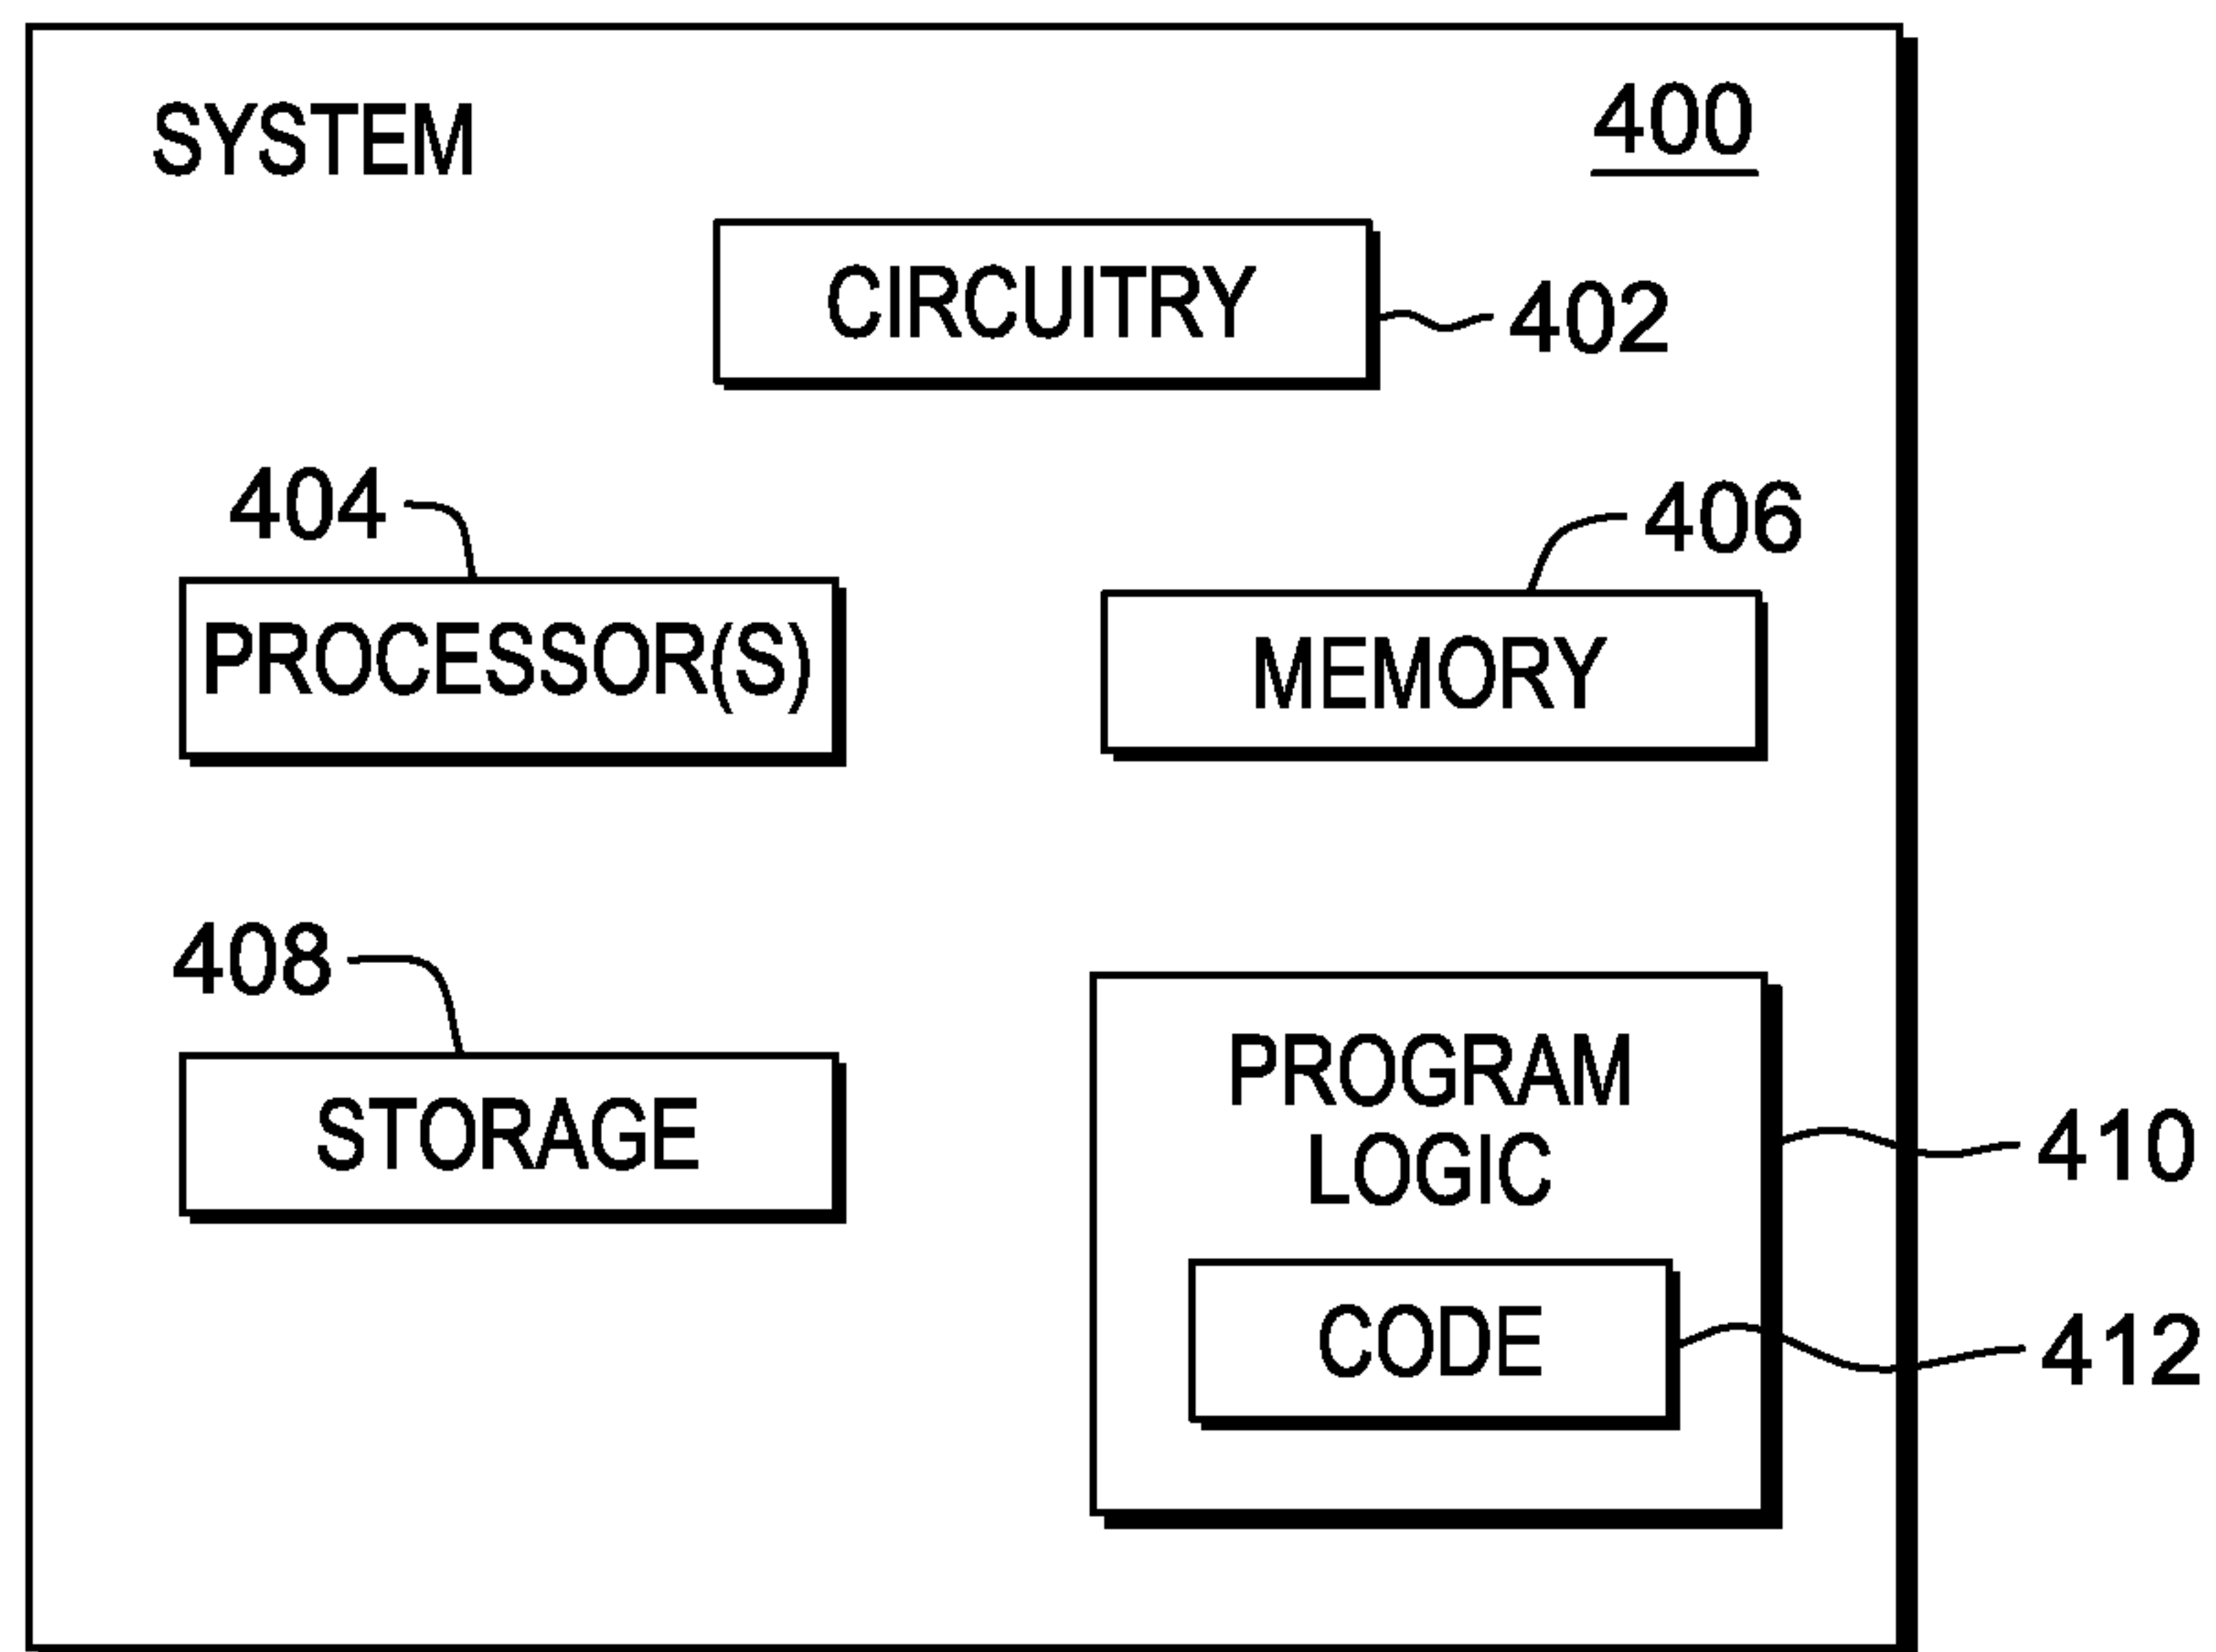 SYSTEM 400
CIRCUITRY
402
404
406
PROCESSOR(S)
MEMORY
408
STORAGE
PROGRAM
LOGIC
410
CODE
412